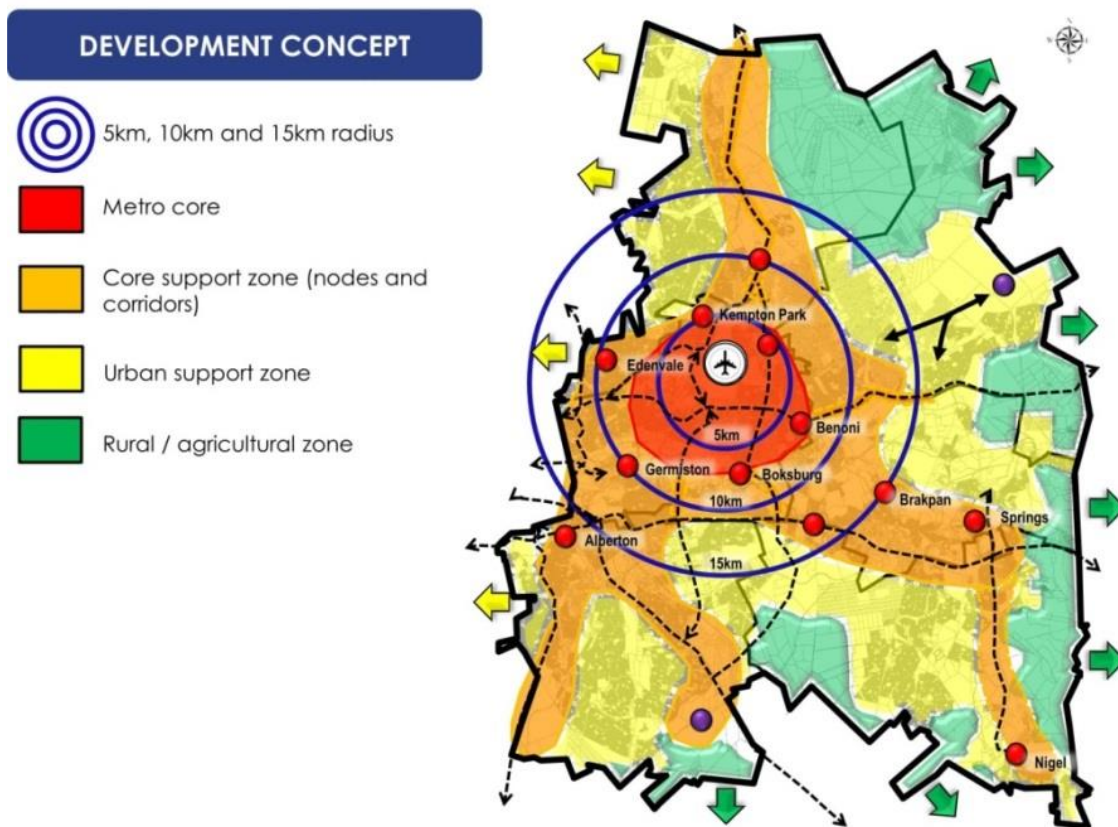 DEVELOPMENT CONCEPT
5km, 10km and 15km radius
Metro core
Core support zone (nodes and
corridors)
Urban support zone
Rural / agricultural zone
Kempton Park
Edenvale
5km
Benoni
Germiston
Boksburg
10km
Brakpan
Springs
Alberton
15km
Nigel